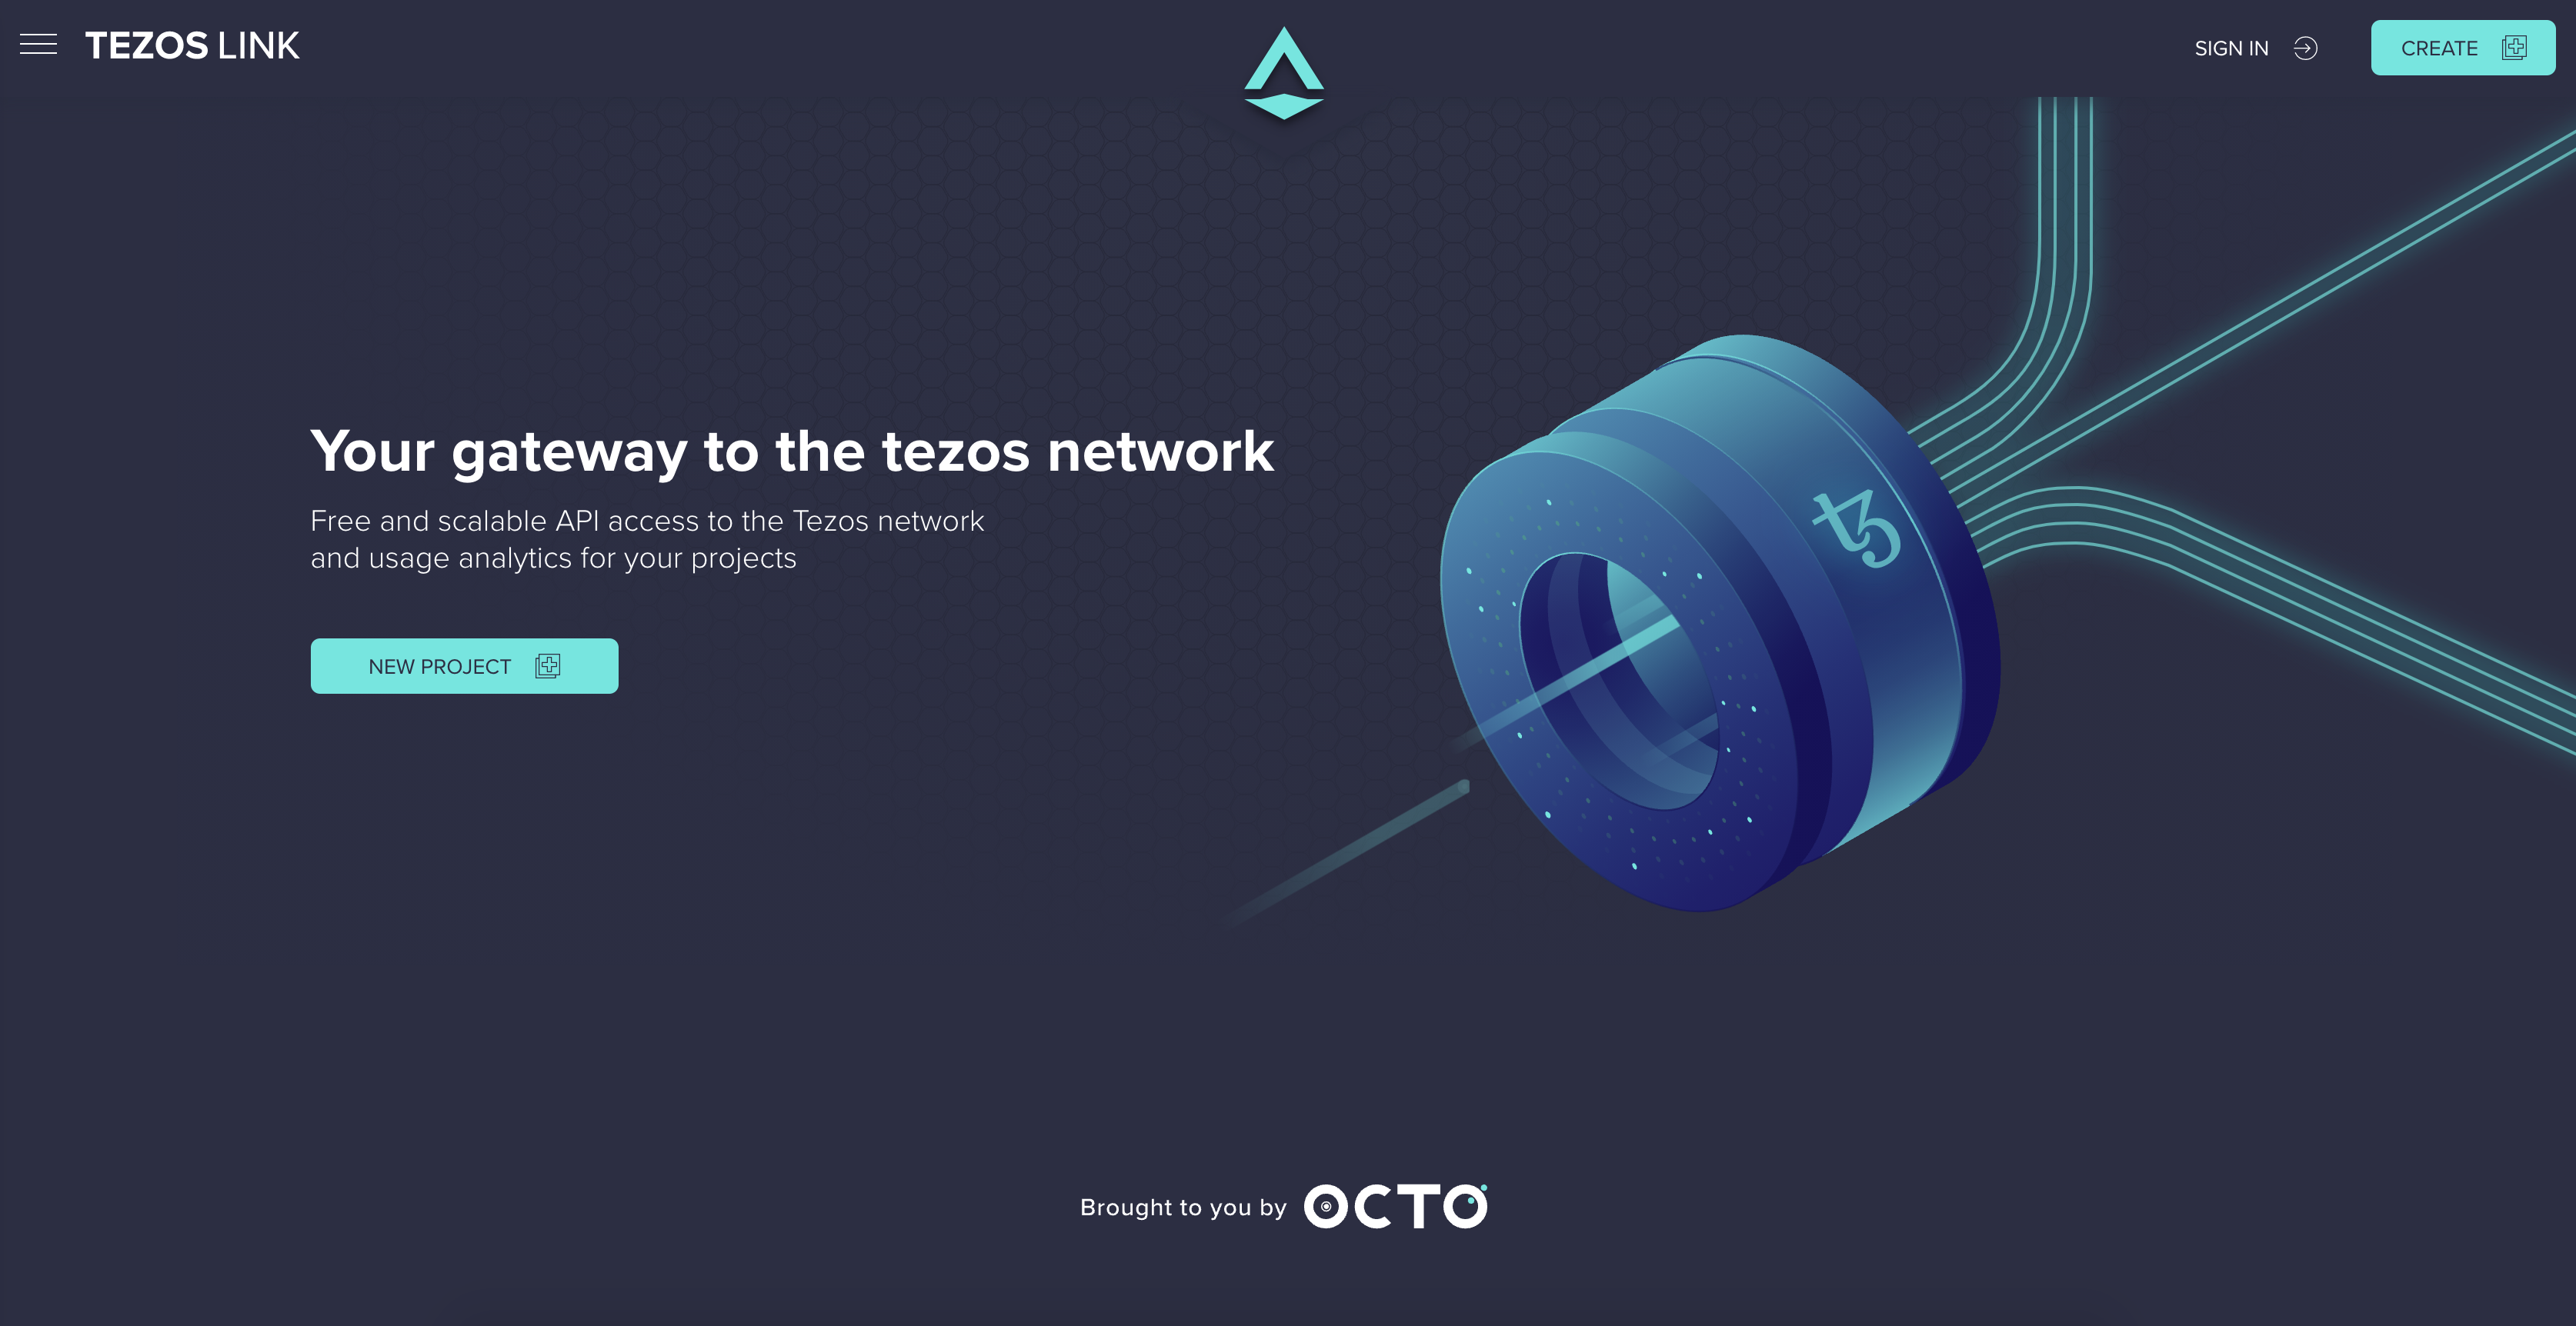 TEZOS LINK
SIGN IN
CREATE
Your gateway to the tezos network
Free and scalable API access to the Tezos network
and usage analytics for your projects
NEW PROJECT
ꜩ
Brought to you by OCTO